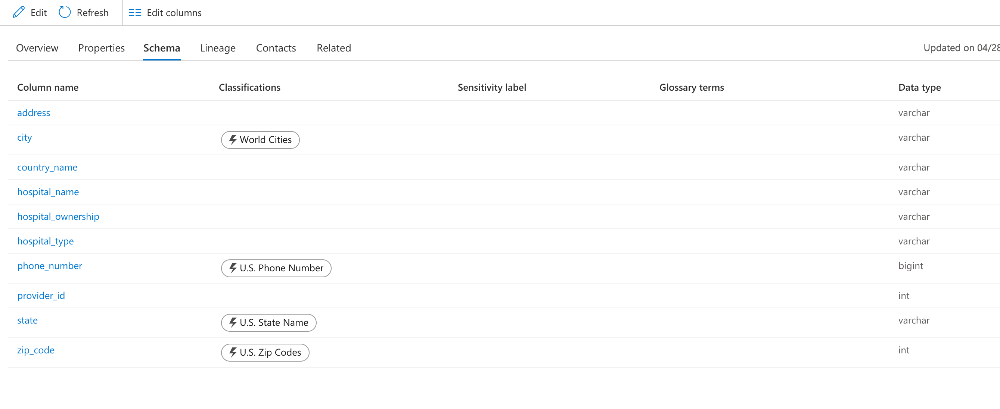 Edit Refresh Edit columns
Overview Properties Schema Lineage Contacts Related Updated on 04/28
Column name Classifications Sensitivity label Glossary terms Data type
address varchar
city World Cities varchar
country_name varchar
hospital_name varchar
hospital_ownership varchar
hospital_type varchar
phone_number U.S. Phone Number bigint
provider_id int
state U.S. State Name varchar
zip_code U.S. Zip Codes int